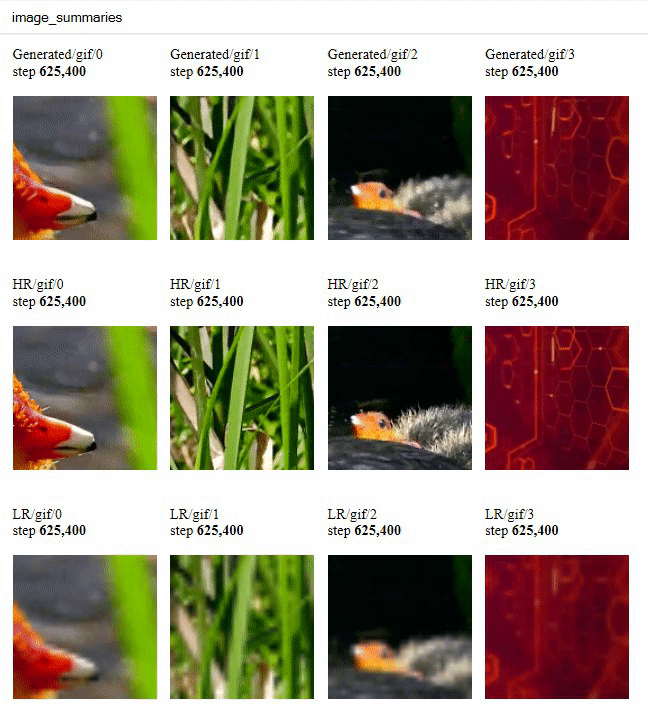 image_summaries
Generated/gif/0 Generated/gif/1 Generated/gif/2 Generated/gif/3
step 625,400 step 625,400 step 625,400 step 625,400
HR/gif/0 HR/gif/1 HR/gif/2 HR/gif/3
step 625,400 step 625,400 step 625,400 step 625,400
LR/gif/0 LR/gif/1 LR/gif/2 LR/gif/3
step 625,400 step 625,400 step 625,400 step 625,400